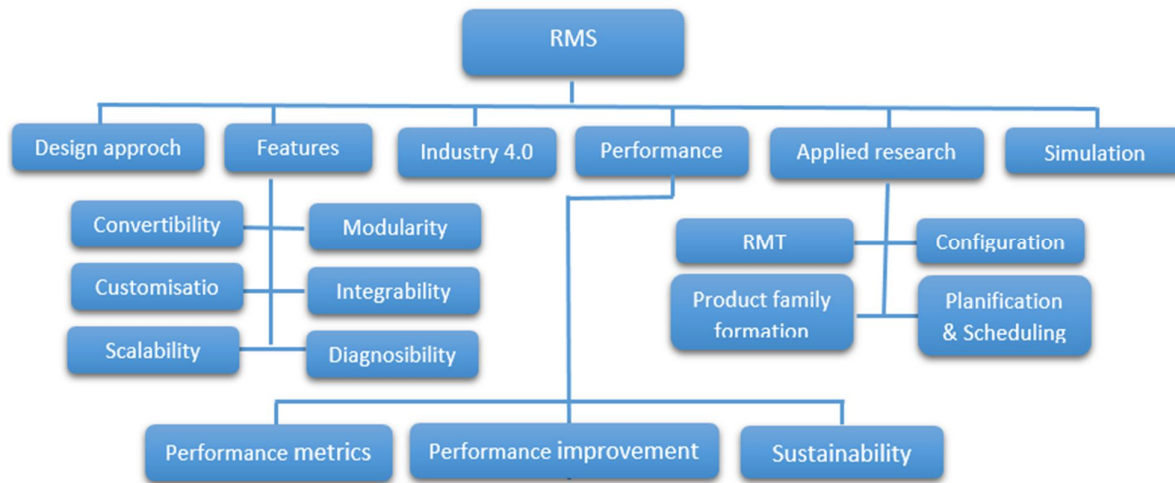 RMS
Design approch
Features
Industry 4.0
Performance
Applied research
Simulation
Convertibility
Modularity
RMT
Configuration
Customisatio
Integrability
Product family
formation
Planification
& Scheduling
Scalability
Diagnosibility
Performance metrics
Performance improvement
Sustainability